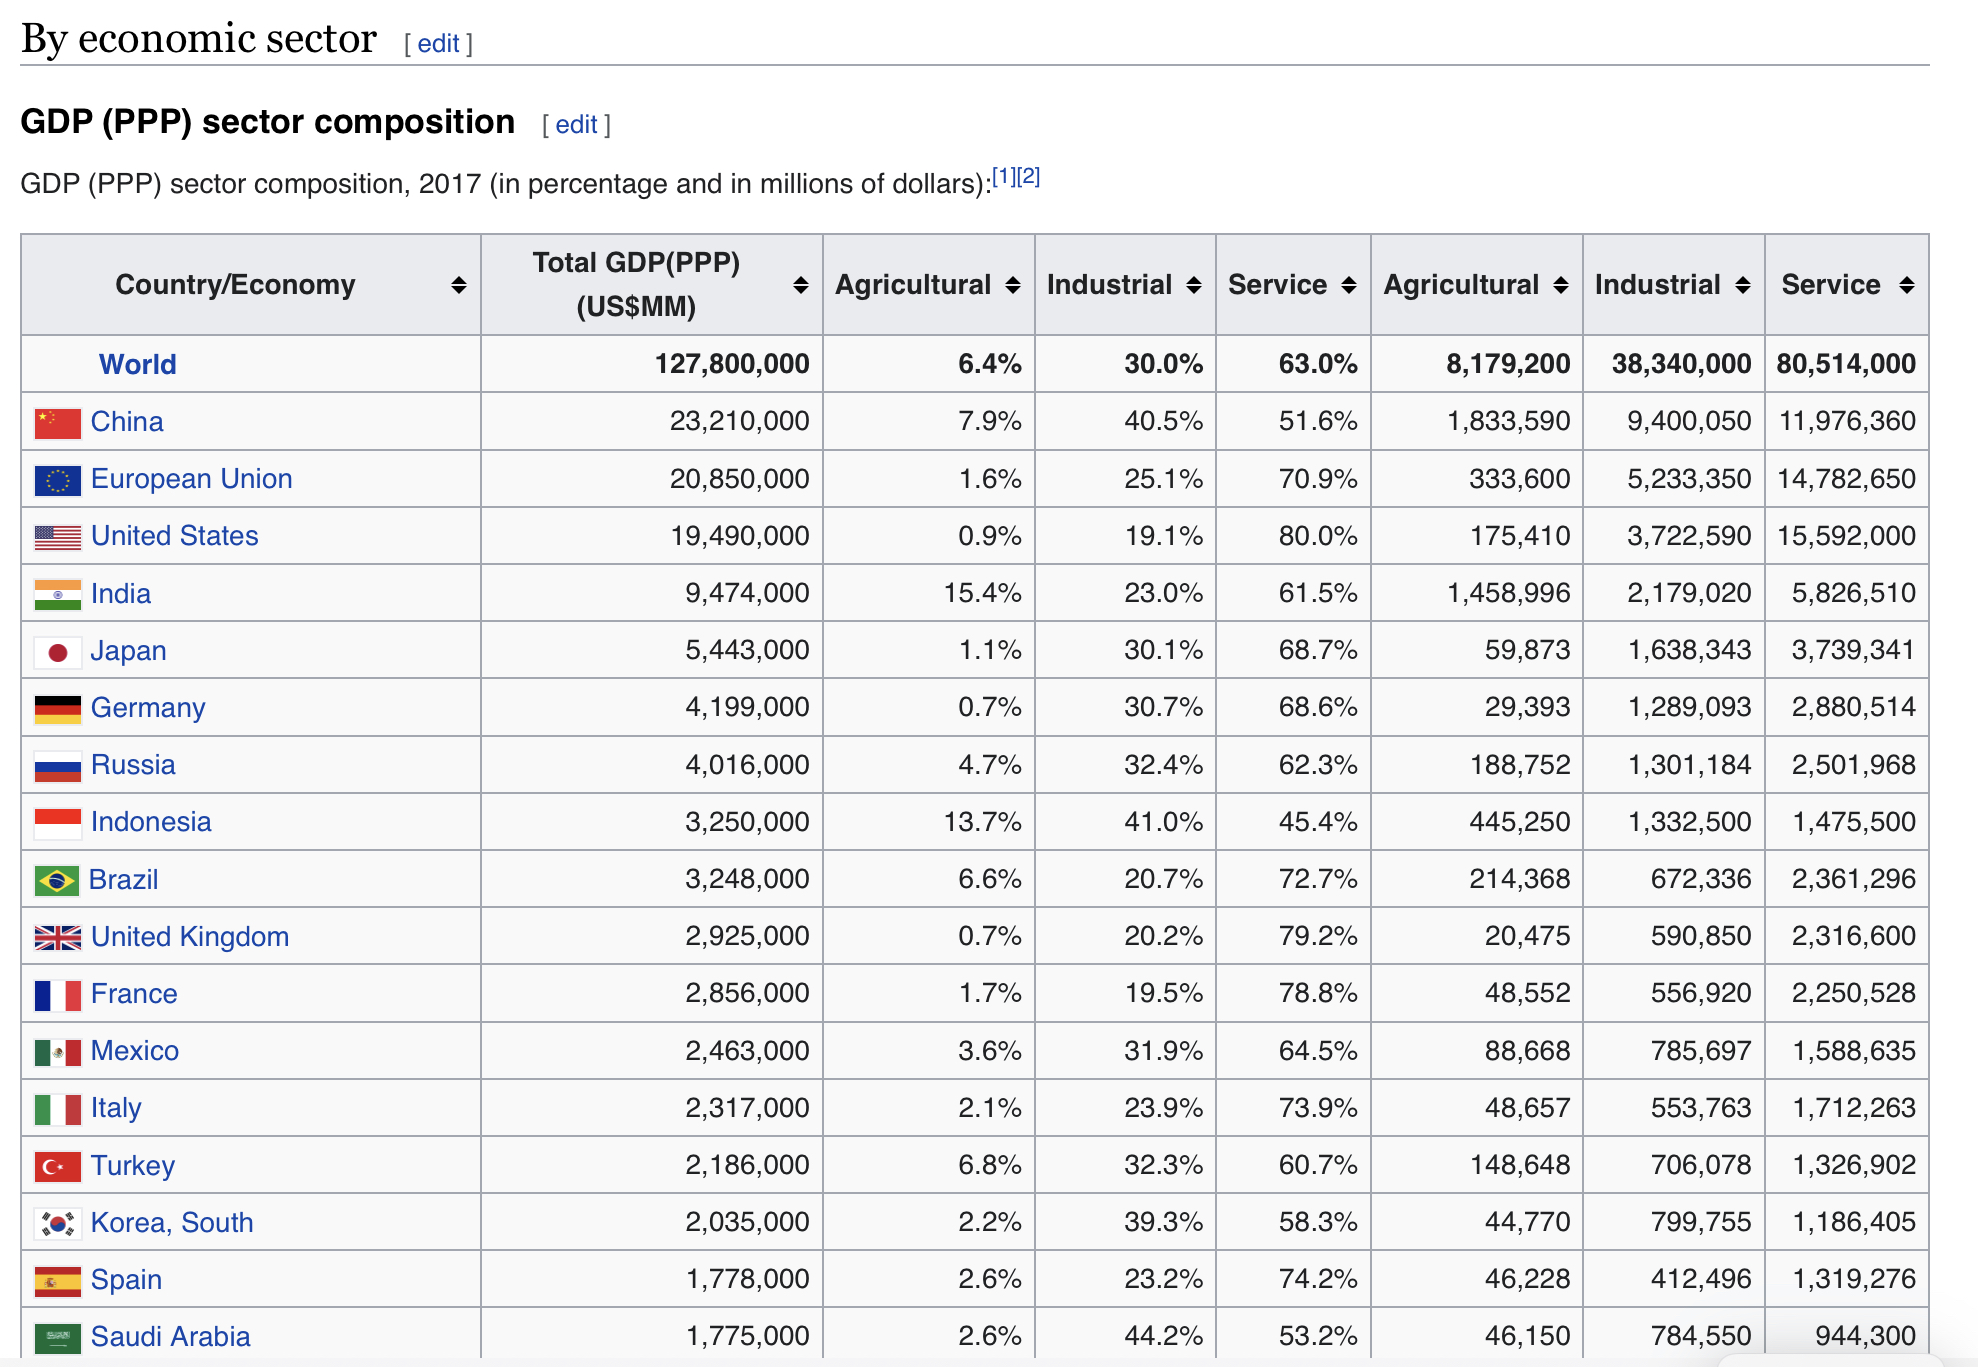 By economic sector [ edit ]
GDP (PPP) sector composition [ edit ]
GDP (PPP) sector composition, 2017 (in percentage and in millions of dollars):[1][2]
Country/Economy Total GDP(PPP) (US$MM) Agricultural Industrial Service Agricultural Industrial Service
World 127,800,000 6.4% 30.0% 63.0% 8,179,200 38,340,000 80,514,000
China 23,210,000 7.9% 40.5% 51.6% 1,833,590 9,400,050 11,976,360
European Union 20,850,000 1.6% 25.1% 70.9% 333,600 5,233,350 14,782,650
United States 19,490,000 0.9% 19.1% 80.0% 175,410 3,722,590 15,592,000
India 9,474,000 15.4% 23.0% 61.5% 1,458,996 2,179,020 5,826,510
Japan 5,443,000 1.1% 30.1% 68.7% 59,873 1,638,343 3,739,341
Germany 4,199,000 0.7% 30.7% 68.6% 29,393 1,289,093 2,880,514
Russia 4,016,000 4.7% 32.4% 62.3% 188,752 1,301,184 2,501,968
Indonesia 3,250,000 13.7% 41.0% 45.4% 445,250 1,332,500 1,475,500
Brazil 3,248,000 6.6% 20.7% 72.7% 214,368 672,336 2,361,296
United Kingdom 2,925,000 0.7% 20.2% 79.2% 20,475 590,850 2,316,600
France 2,856,000 1.7% 19.5% 78.8% 48,552 556,920 2,250,528
Mexico 2,463,000 3.6% 31.9% 64.5% 88,668 785,697 1,588,635
Italy 2,317,000 2.1% 23.9% 73.9% 48,657 553,763 1,712,263
Turkey 2,186,000 6.8% 32.3% 60.7% 148,648 706,078 1,326,902
Korea, South 2,035,000 2.2% 39.3% 58.3% 44,770 799,755 1,186,405
Spain 1,778,000 2.6% 23.2% 74.2% 46,228 412,496 1,319,276
Saudi Arabia 1,775,000 2.6% 44.2% 53.2% 46,150 784,550 944,300